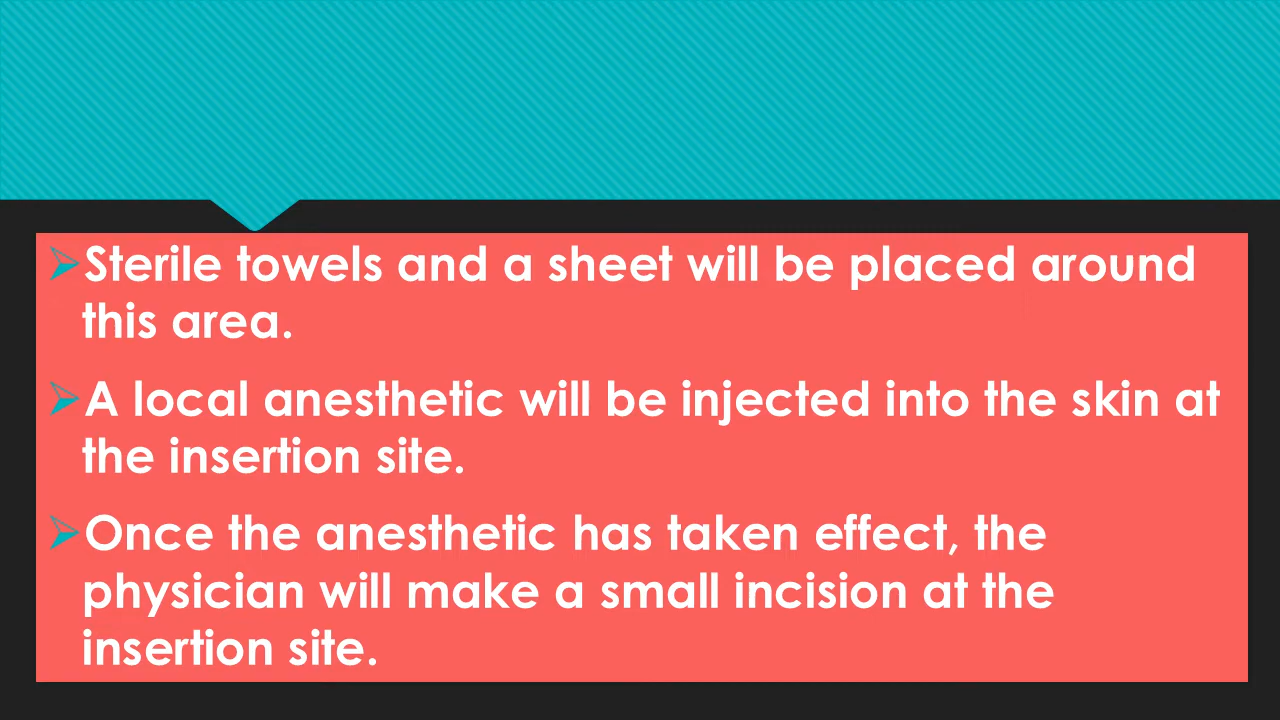 Sterile towels and a sheet will be placed around
this area.
A local anesthetic will be injected into the skin at
the insertion site.
Once the anesthetic has taken effect, the
physician will make a small incision at the
insertion site.